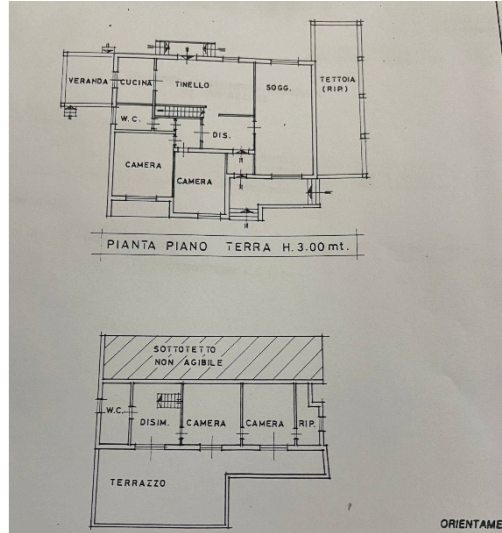 VERANDA
CUCINA
TINELLO
SOGG.
TETTOIA
(RIP.)
W.C.
DIS.
CAMERA
CAMERA
PIANTA PIANO TERRA H. 3.00 mt.
SOTTOTETTO
NON AGIBILE
W.C.
DISIM.
CAMERA
CAMERA
RIP.
TERRAZZO
ORIENTAME